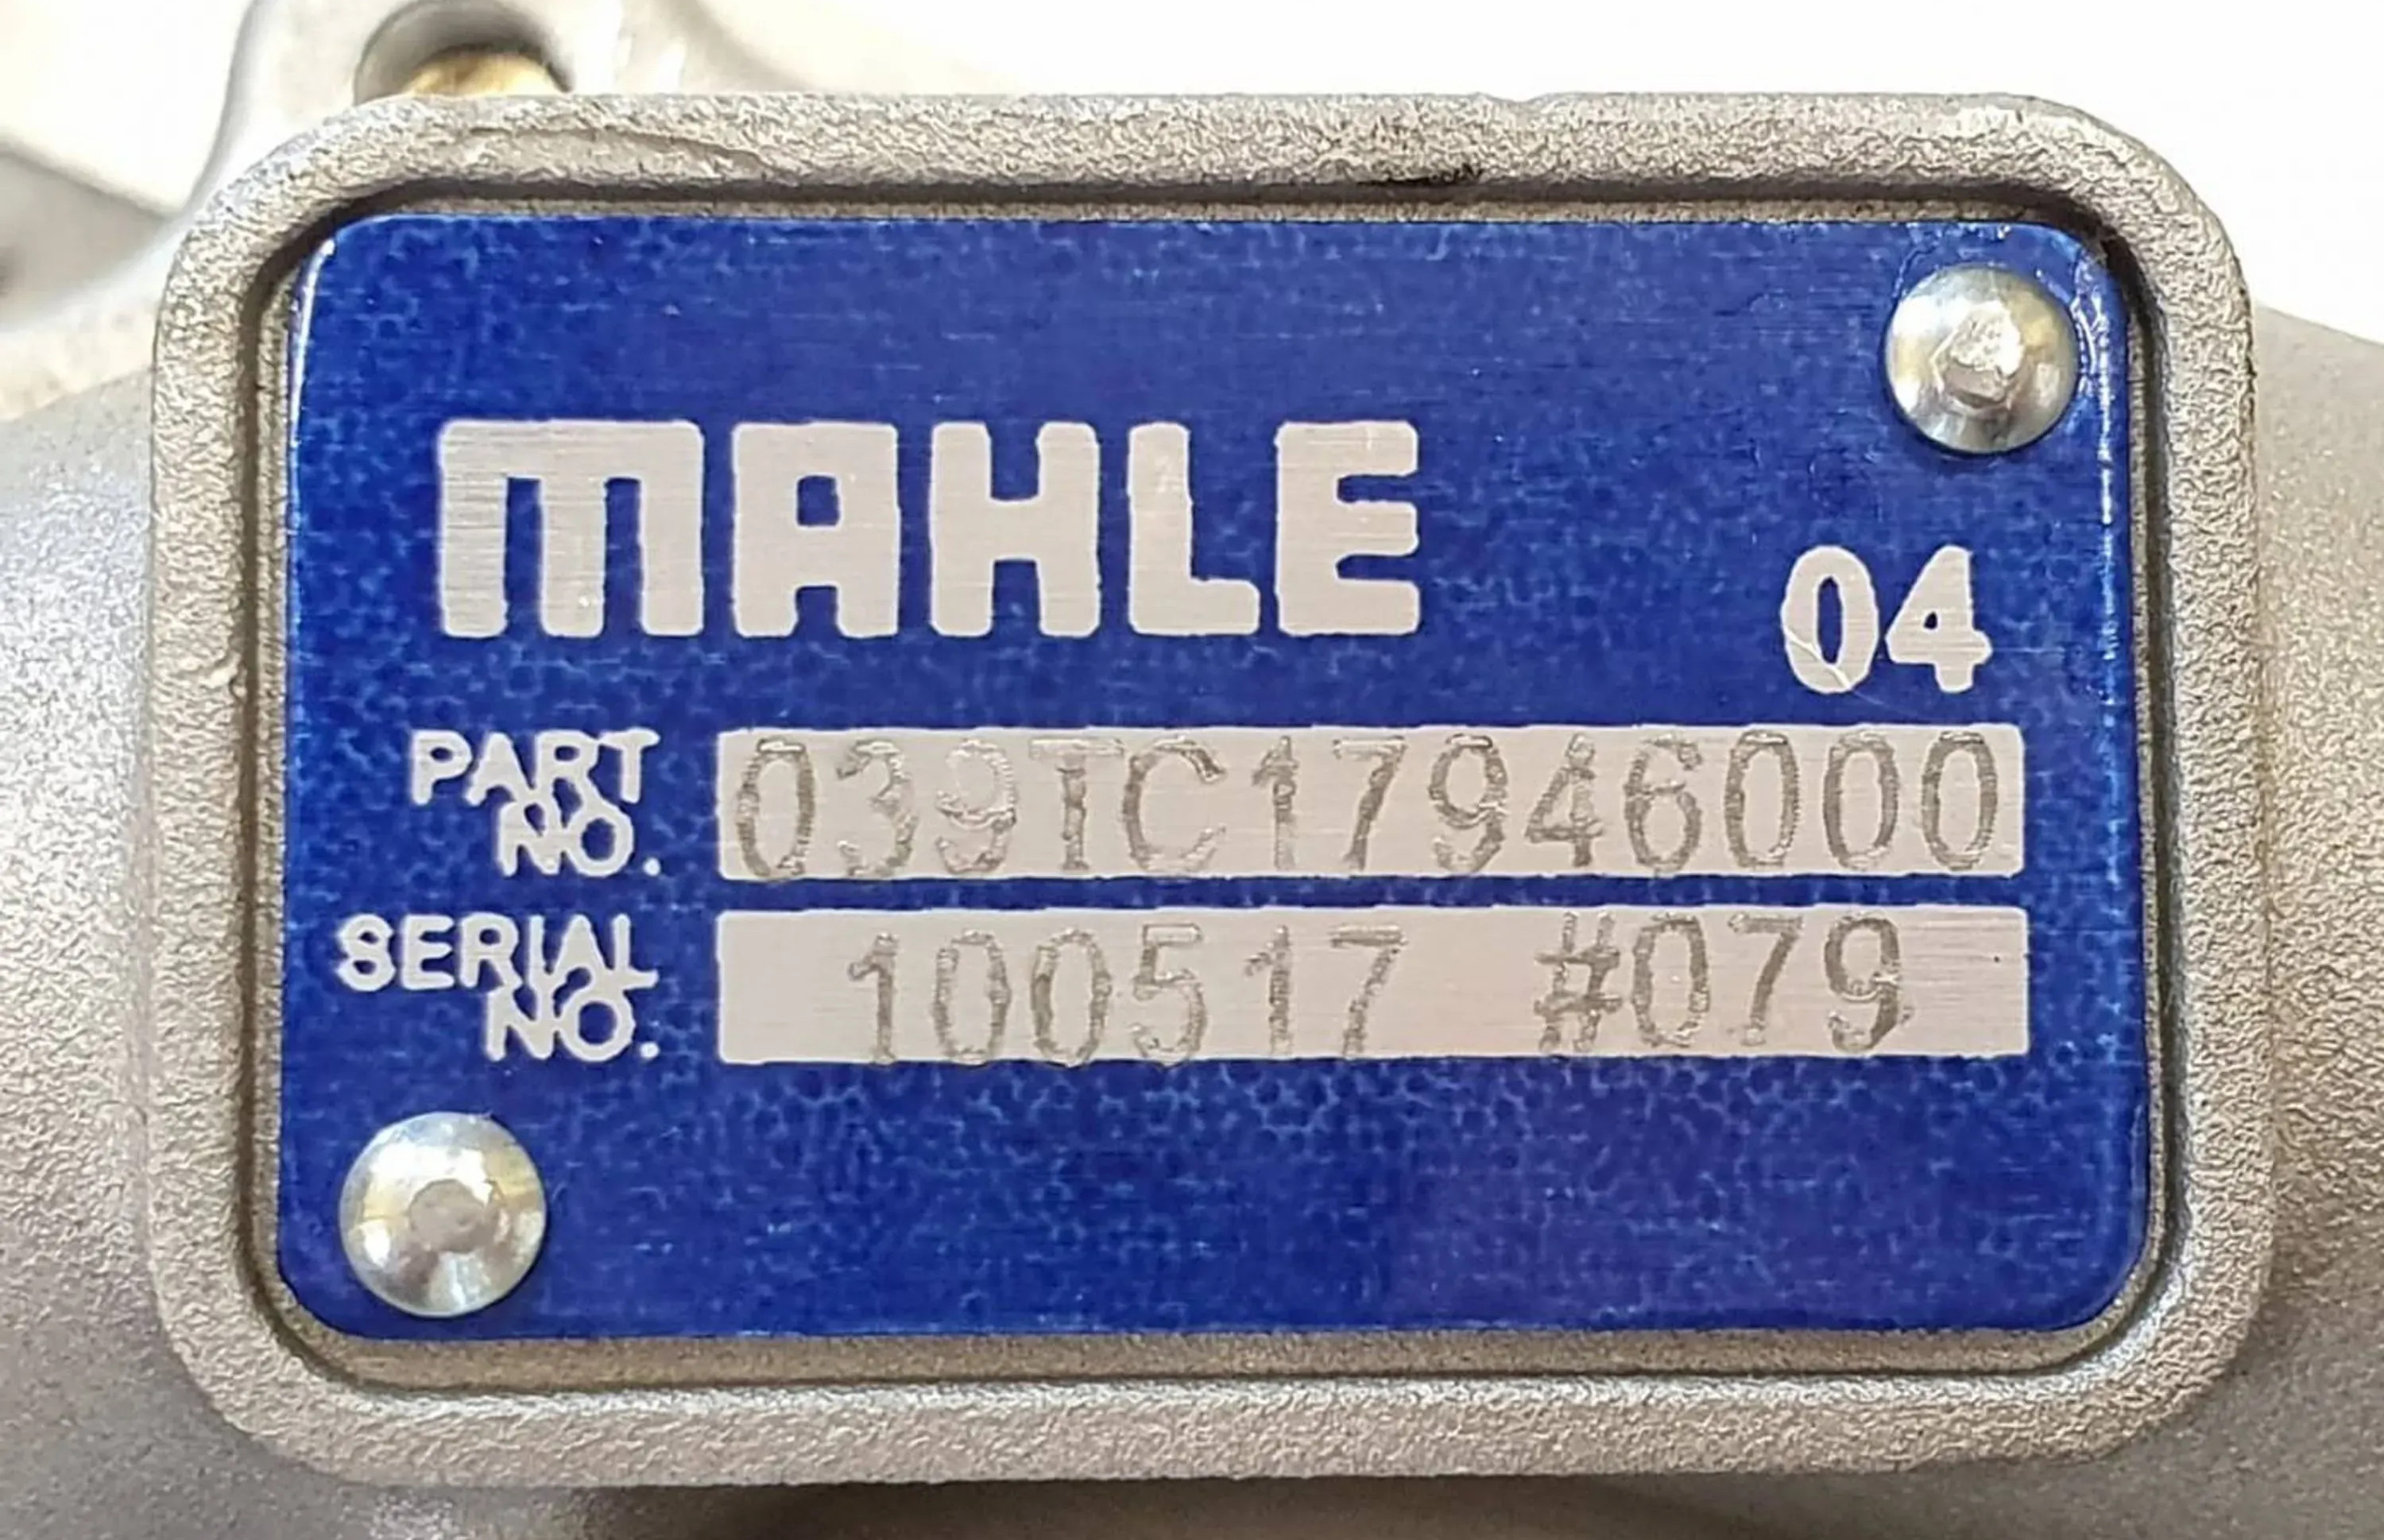 MAHLE
04
PART NO. 039TC17946000
SERIAL NO. 100517 #079